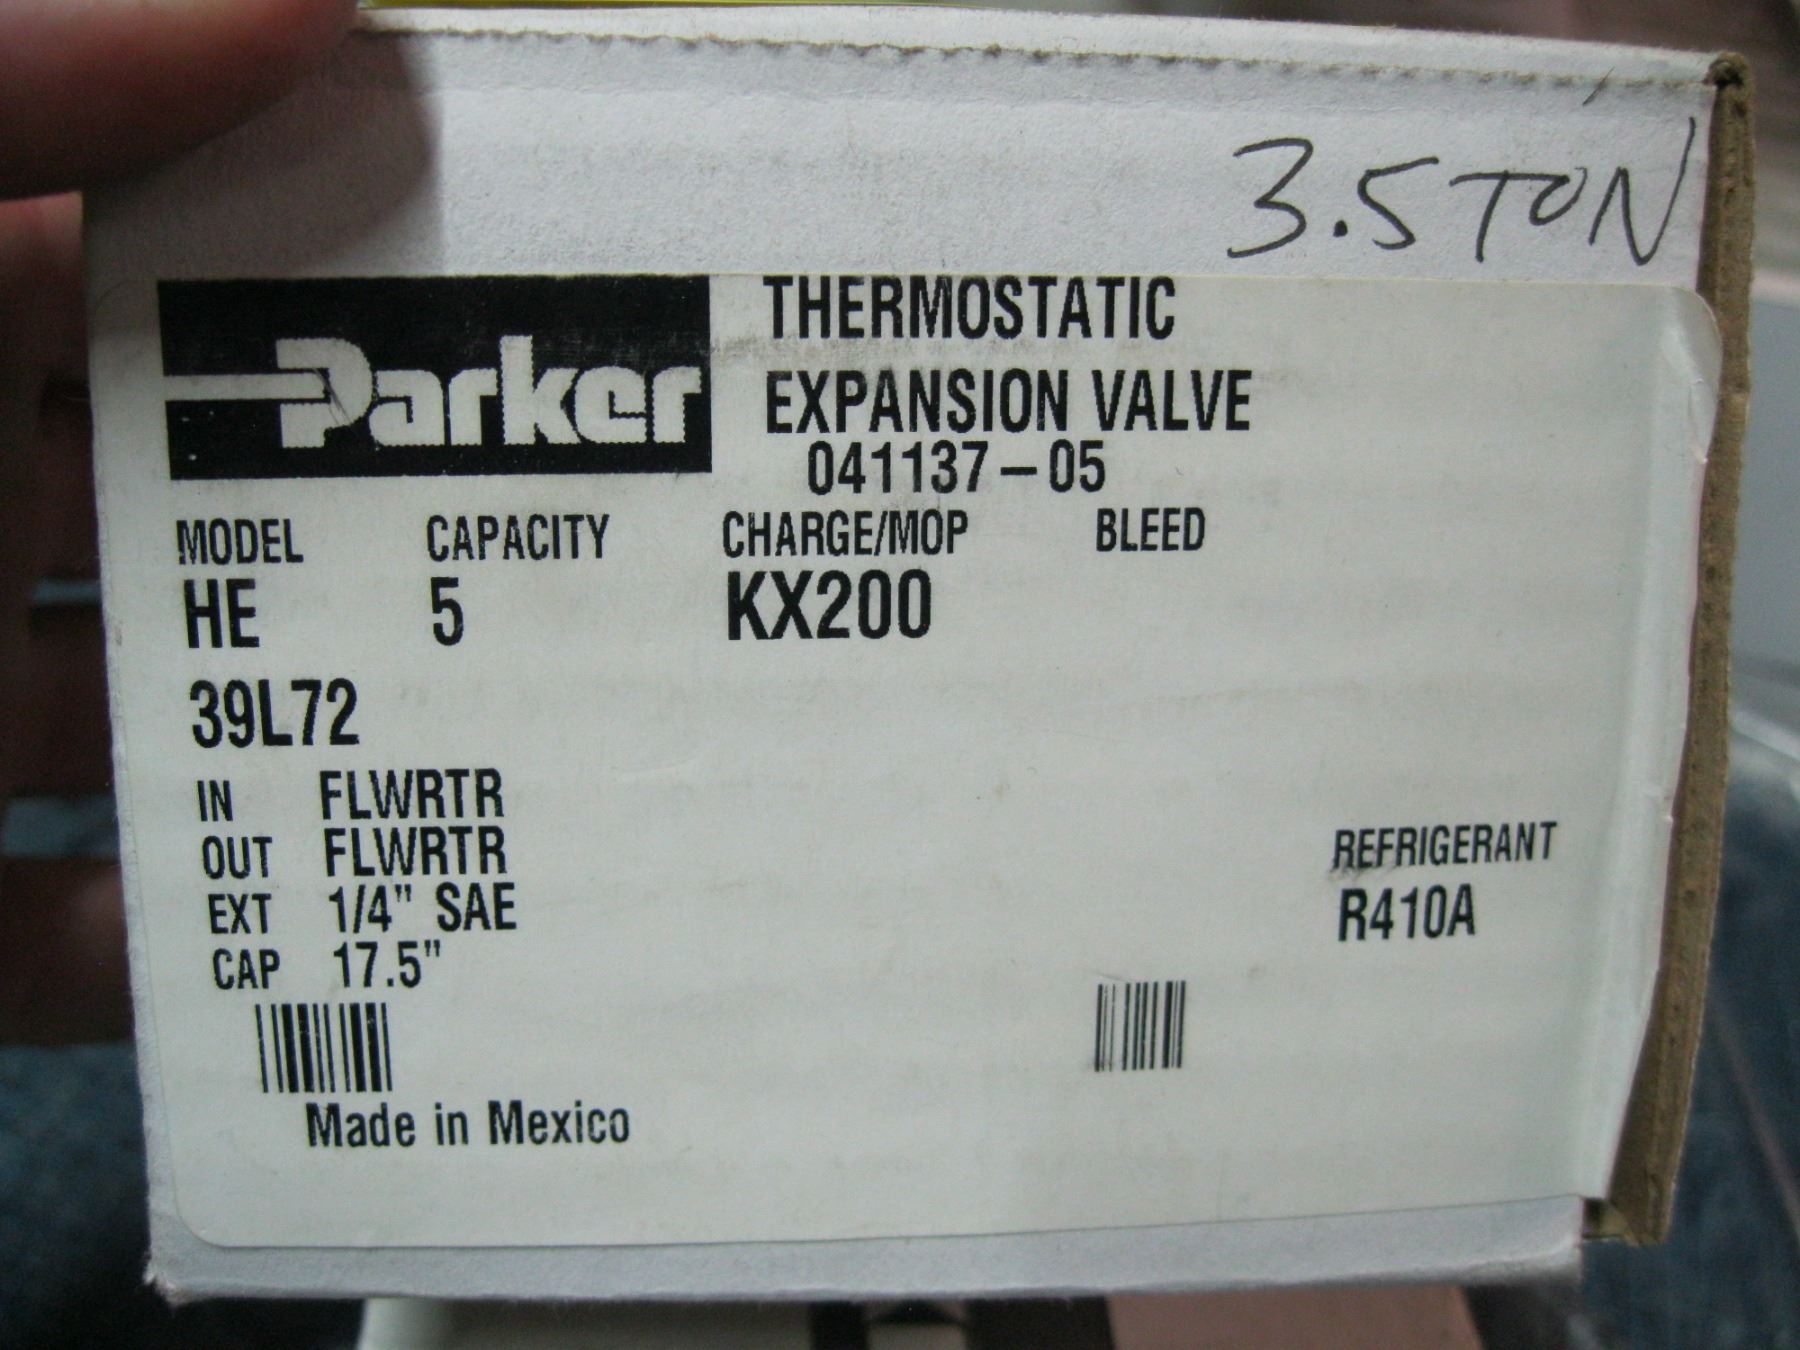 3.5 TON
Parker
THERMOSTATIC
EXPANSION VALVE
041137-05
MODEL CAPACITY CHARGE/MOP BLEED
HE 5 KX200
39L72
IN FLWRTR
OUT FLWRTR
EXT 1/4" SAE
CAP 17.5"
REFRIGERANT
R410A
Made in Mexico